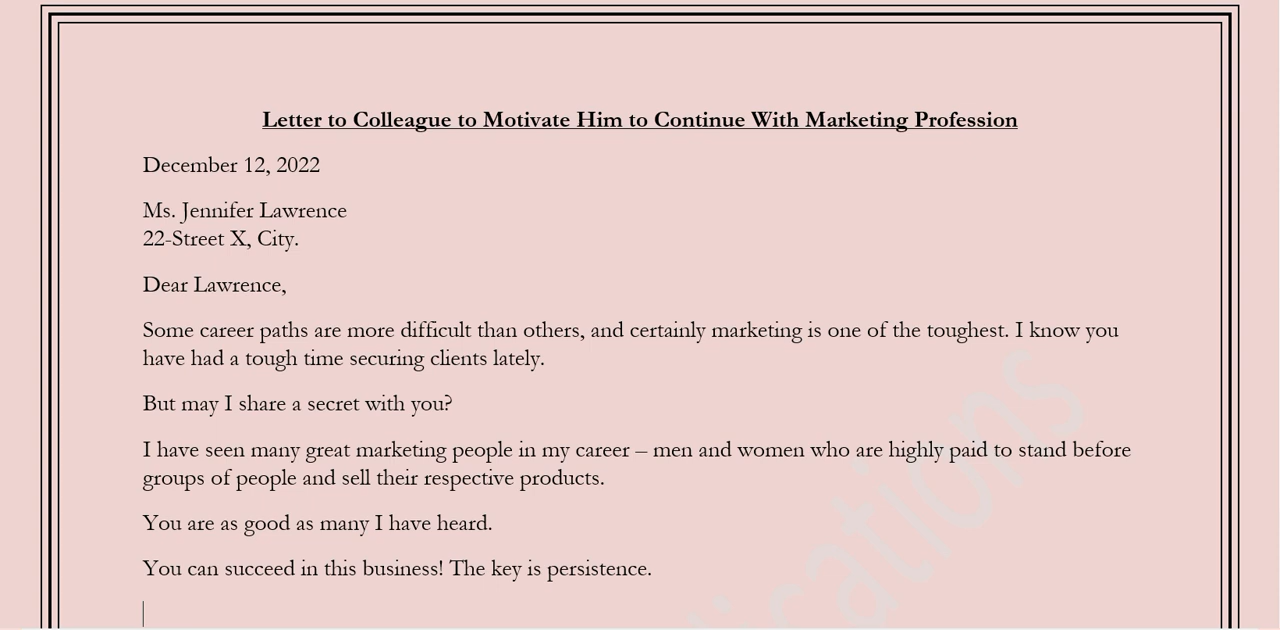 Letter to Colleague to Motivate Him to Continue With Marketing Profession
December 12, 2022
Ms. Jennifer Lawrence
22-Street X, City.
Dear Lawrence,
Some career paths are more difficult than others, and certainly marketing is one of the toughest. I know you
have had a tough time securing clients lately.
But may I share a secret with you?
I have seen many great marketing people in my career – men and women who are highly paid to stand before
groups of people and sell their respective products.
You are as good as many I have heard.
You can succeed in this business! The key is persistence.